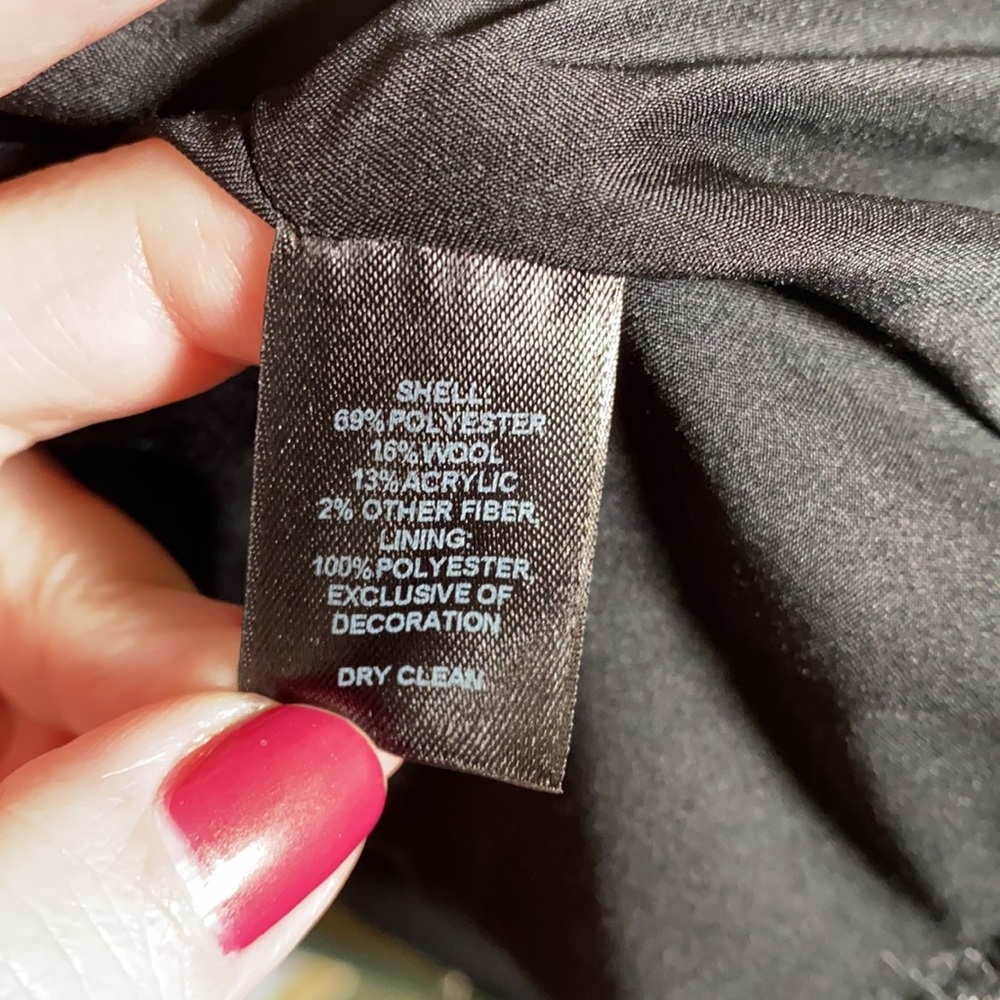 SHELL
69% POLYESTER
16% WOOL
13% ACRYLIC
2% OTHER FIBER
LINING:
100% POLYESTER,
EXCLUSIVE OF
DECORATION
DRY CLEAN